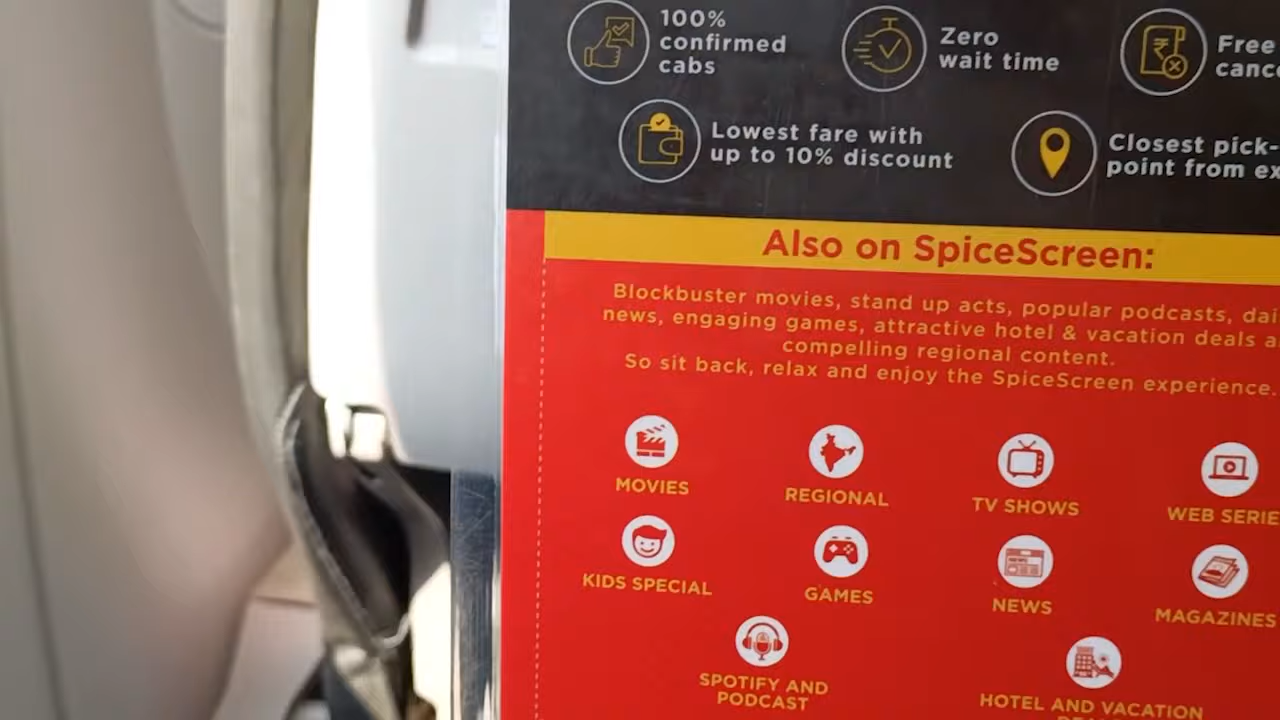 100%
confirmed
cabs
Zero
wait time
Free
Lowest fare with
up to 10% discount
Closest pick-
point from
Also on SpiceScreen:
Blockbuster movies, stand up acts, popular podcasts,
news, engaging games, attractive hotel & vacation deals
compelling regional content.
So sit back, relax and enjoy the SpiceScreen experience.
MOVIES
REGIONAL
TV SHOWS
WEB
KIDS SPECIAL
GAMES
NEWS
MAGAZINES
SPOTIFY AND
PODCAST
HOTEL AND VACATION